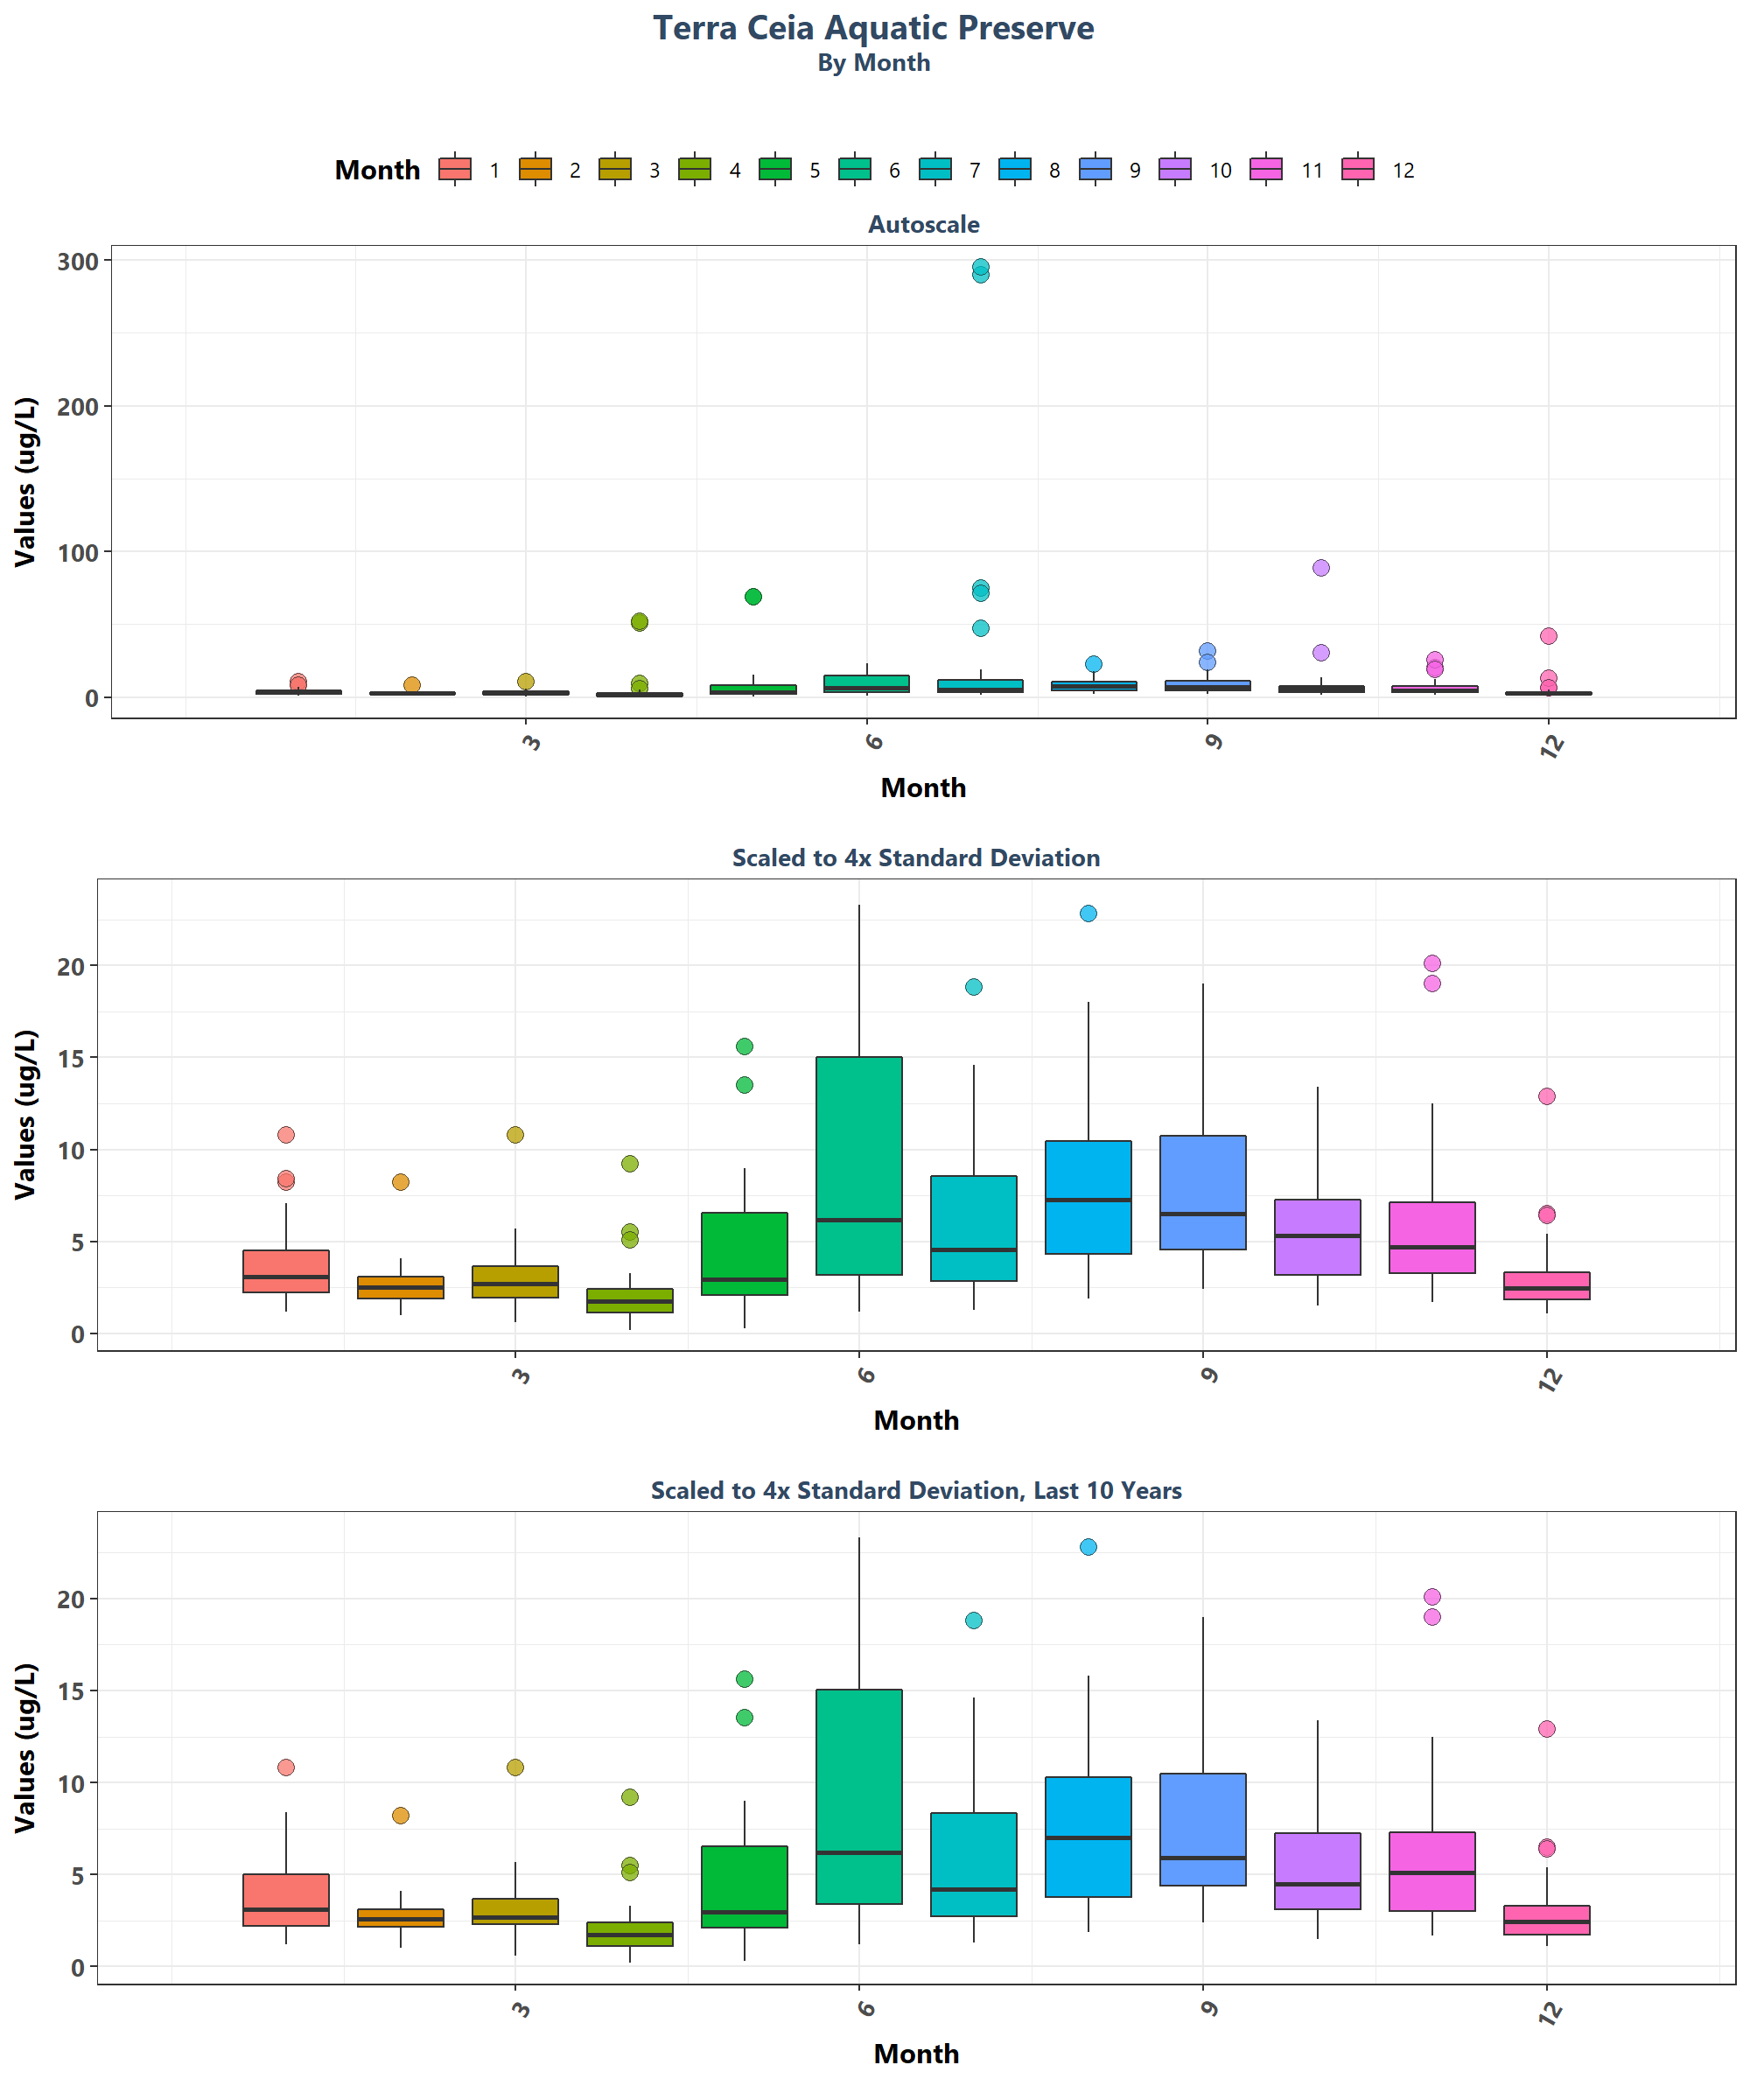 Terra Ceia Aquatic Preserve
By Month
Month 1 2 3 4 5 6 7 8 9 10 11 12
Autoscale
Values (ug/L)
300
200
100
0
3 6 9 12
Month
Scaled to 4x Standard Deviation
Values (ug/L)
20
15
10
5
0
3 6 9 12
Month
Scaled to 4x Standard Deviation, Last 10 Years
Values (ug/L)
20
15
10
5
0
3 6 9 12
Month